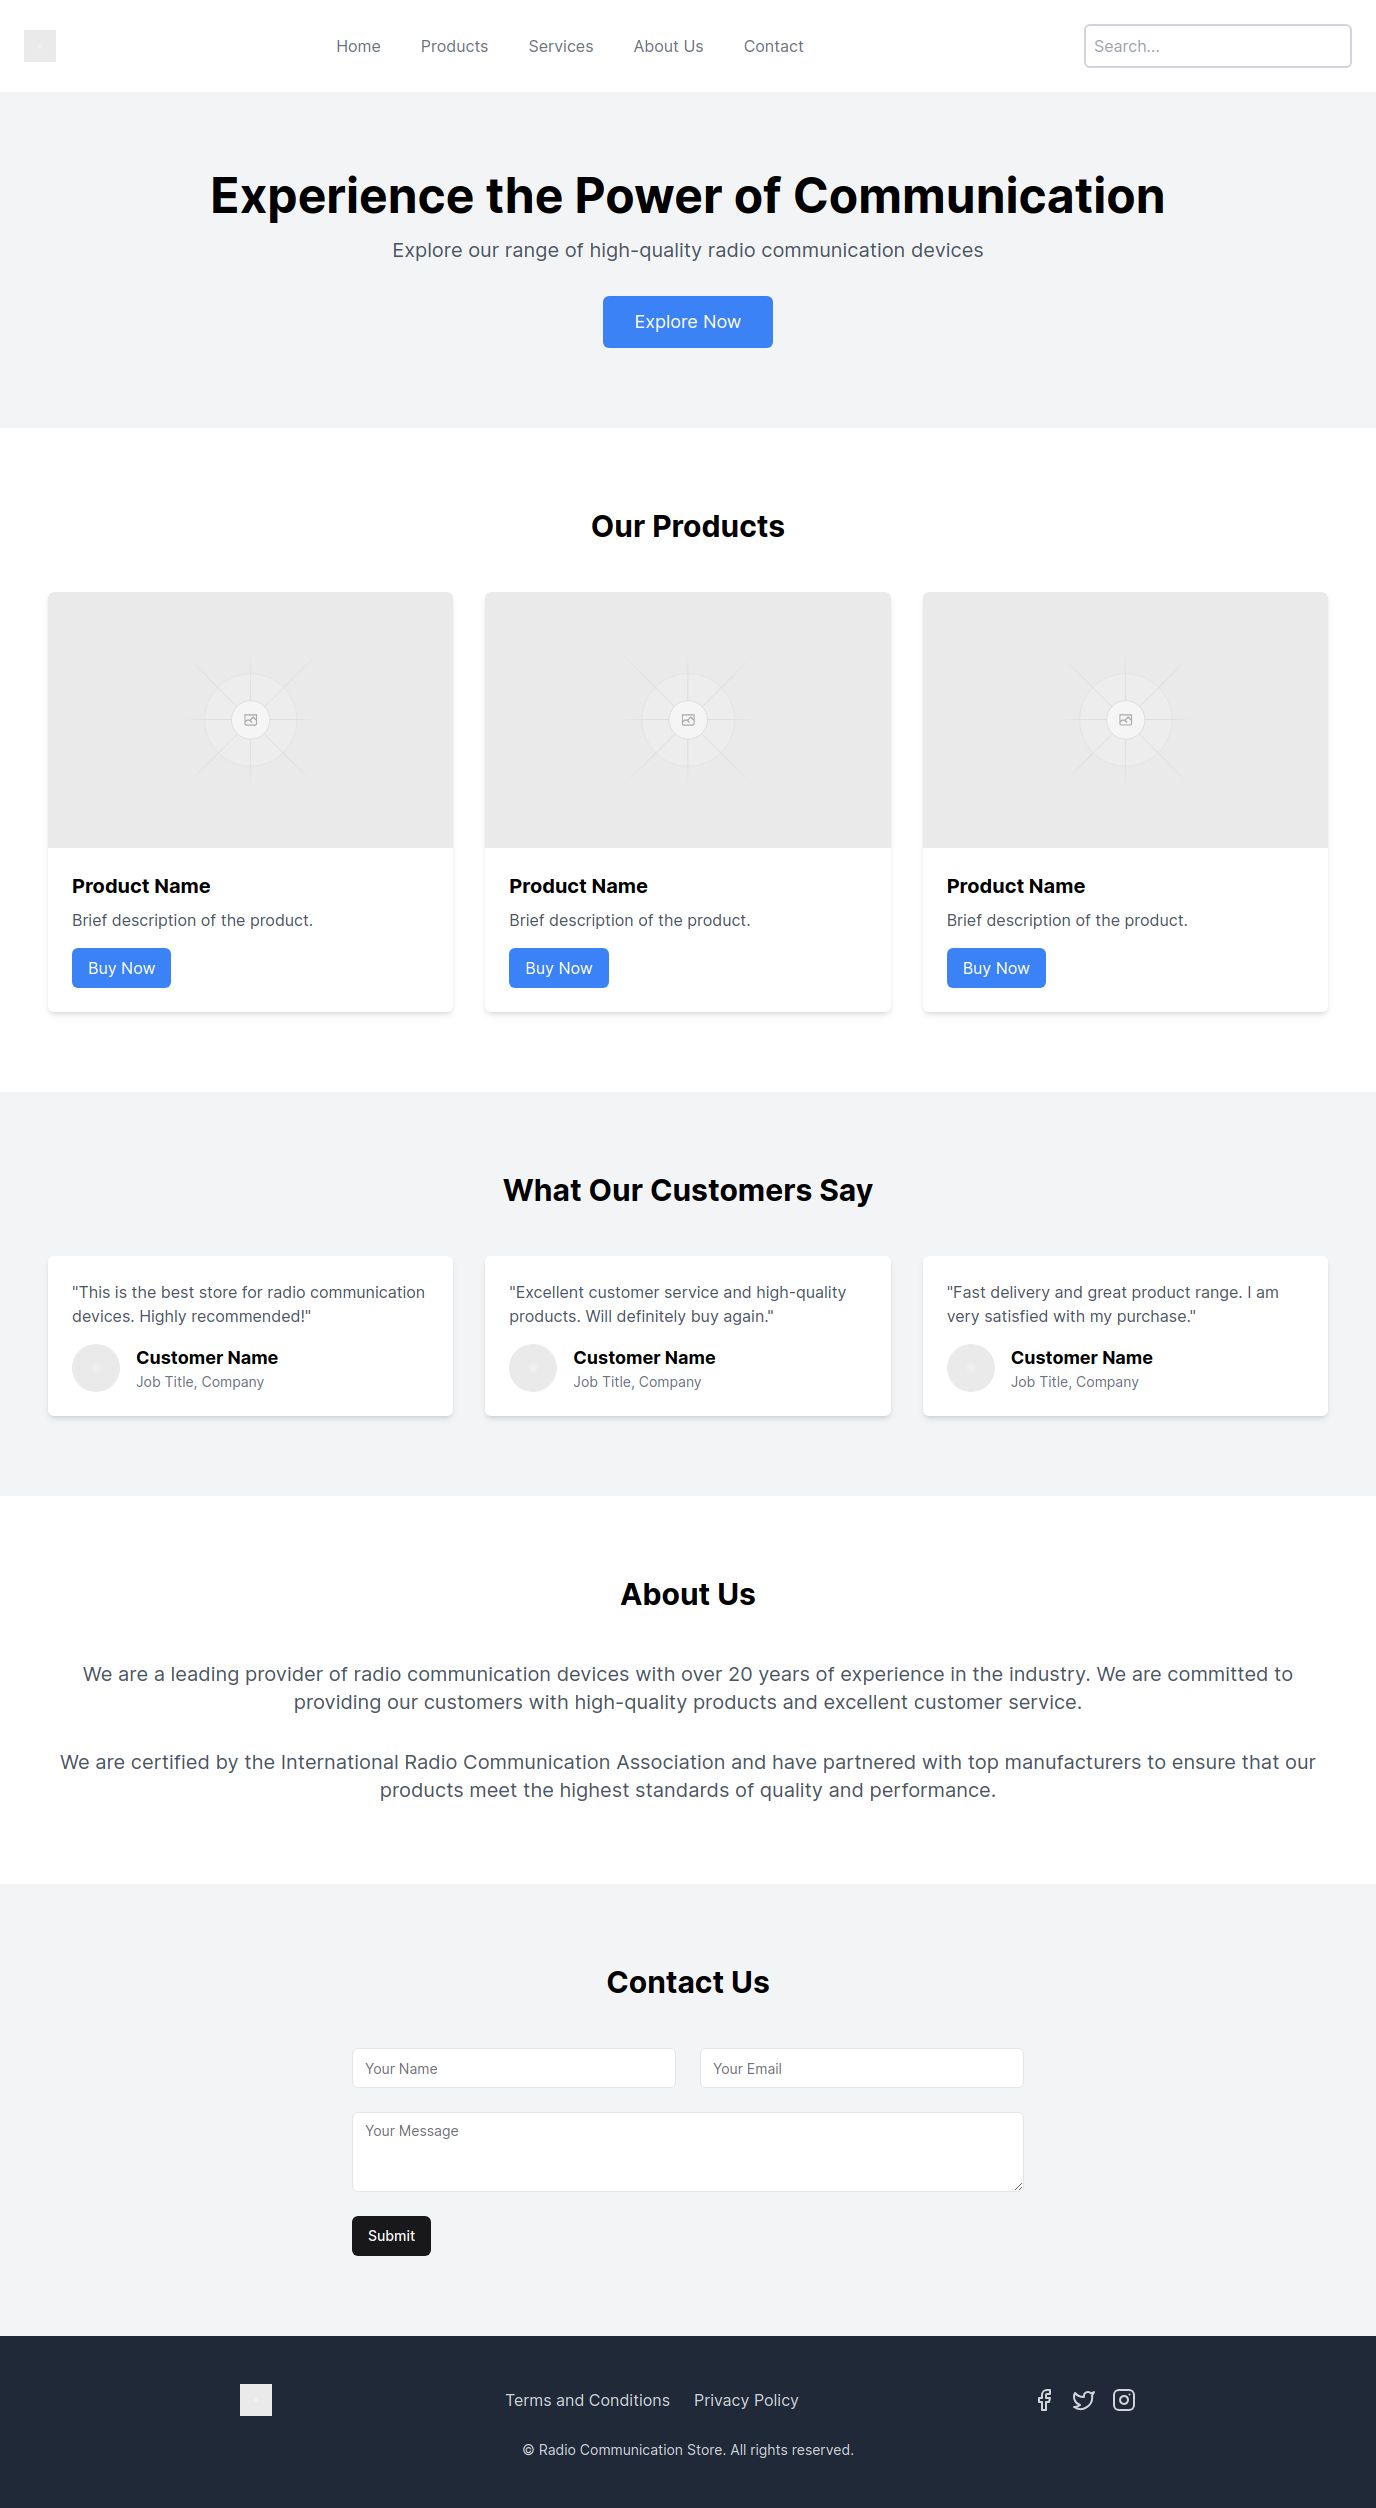 Home Products Services About Us Contact Search...
Experience the Power of Communication
Explore our range of high-quality radio communication devices
Explore Now
Our Products
Product Name
Brief description of the product.
Buy Now
Product Name
Brief description of the product.
Buy Now
Product Name
Brief description of the product.
Buy Now
What Our Customers Say
"This is the best store for radio communication
devices. Highly recommended!"
Customer Name
Job Title, Company
"Excellent customer service and high-quality
products. Will definitely buy again."
Customer Name
Job Title, Company
"Fast delivery and great product range. I am
very satisfied with my purchase."
Customer Name
Job Title, Company
About Us
We are a leading provider of radio communication devices with over 20 years of experience in the industry. We are committed to
providing our customers with high-quality products and excellent customer service.
We are certified by the International Radio Communication Association and have partnered with top manufacturers to ensure that our
products meet the highest standards of quality and performance.
Contact Us
Your Name
Your Email
Your Message
Submit
Terms and Conditions Privacy Policy
© Radio Communication Store. All rights reserved.